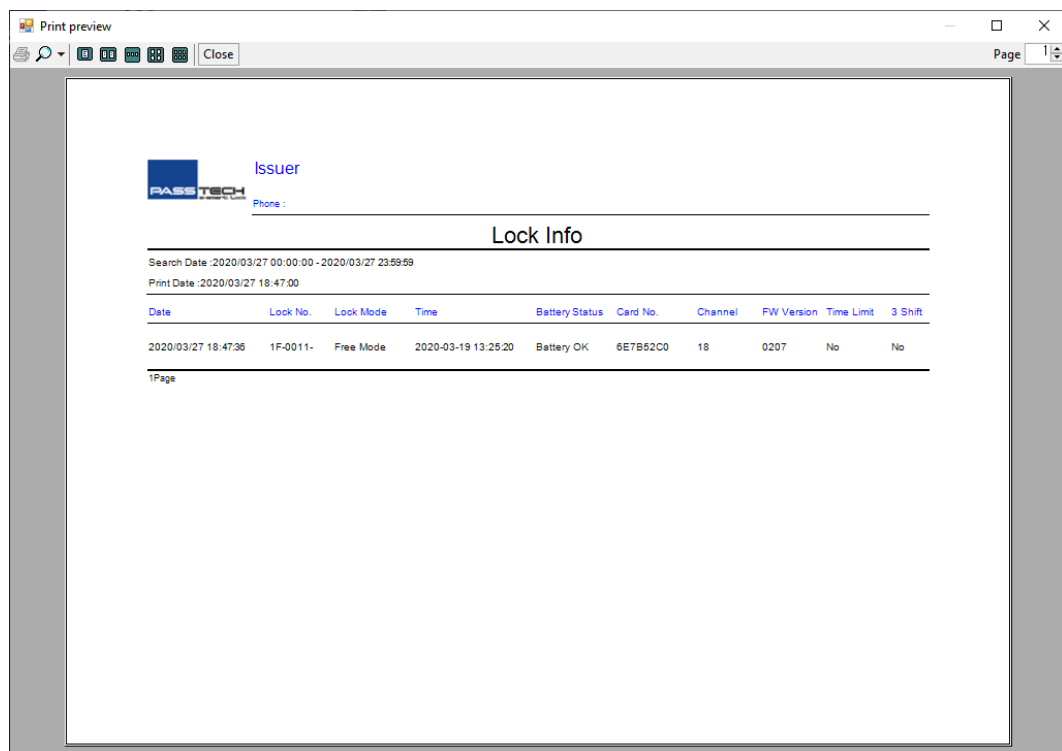 Print preview
Close
Page 1
Issuer
PASSTECH
Phone :
Lock Info
Search Date :2020/03/27 00:00:00 - 2020/03/27 23:59:59
Print Date :2020/03/27 18:47:00
Date Lock No. Lock Mode Time Battery Status Card No. Channel FW Version Time Limit 3 Shift
2020/03/27 18:47:36 1F-0011- Free Mode 2020-03-19 13:25:20 Battery OK 6E7B52C0 18 0207 No No
1Page